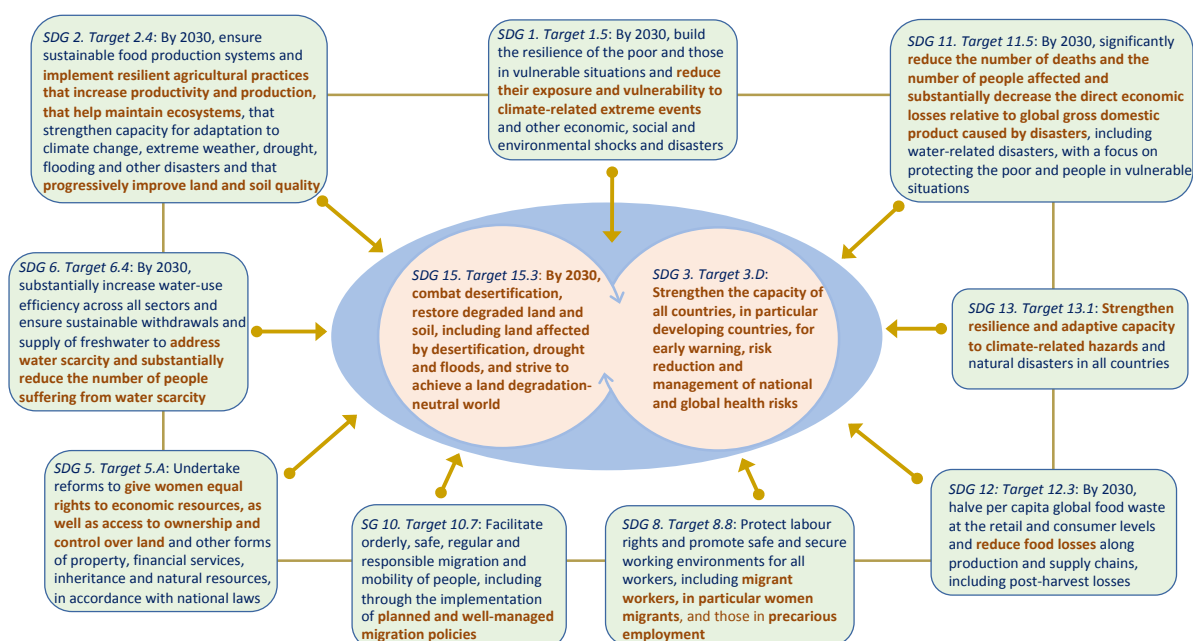 SDG 2. Target 2.4: By 2030, ensure
sustainable food production systems and
implement resilient agricultural practices
that increase productivity and production,
that help maintain ecosystems, that
strengthen capacity for adaptation to
climate change, extreme weather, drought,
flooding and other disasters and that
progressively improve land and soil quality
SDG 1. Target 1.5: By 2030, build
the resilience of the poor and those
in vulnerable situations and reduce
their exposure and vulnerability to
climate-related extreme events
and other economic, social and
environmental shocks and disasters
SDG 11. Target 11.5: By 2030, significantly
reduce the number of deaths and the
number of people affected and
substantially decrease the direct economic
losses relative to global gross domestic
product caused by disasters, including
water-related disasters, with a focus on
protecting the poor and people in vulnerable
situations
SDG 6. Target 6.4: By 2030,
substantially increase water-use
efficiency across all sectors and
ensure sustainable withdrawals and
supply of freshwater to address
water scarcity and substantially
reduce the number of people
suffering from water scarcity
SDG 15. Target 15.3: By 2030,
combat desertification,
restore degraded land and
soil, including land affected
by desertification, drought
and floods, and strive to
achieve a land degradation-
neutral world
SDG 3. Target 3.D:
Strengthen the capacity of
all countries, in particular
developing countries, for
early warning, risk
reduction and
management of national
and global health risks
SDG 13. Target 13.1: Strengthen
resilience and adaptive capacity
to climate-related hazards and
natural disasters in all countries
SDG 5. Target 5.A: Undertake
reforms to give women equal
rights to economic resources, as
well as access to ownership and
control over land and other forms
of property, financial services,
inheritance and natural resources,
in accordance with national laws
SG 10. Target 10.7: Facilitate
orderly, safe, regular and
responsible migration and
mobility of people, including
through the implementation
of planned and well-managed
migration policies
SDG 8. Target 8.8: Protect labour
rights and promote safe and secure
working environments for all
workers, including migrant
workers, in particular women
migrants, and those in precarious
employment
SDG 12: Target 12.3: By 2030,
halve per capita global food waste
at the retail and consumer levels
and reduce food losses along
production and supply chains,
including post-harvest losses